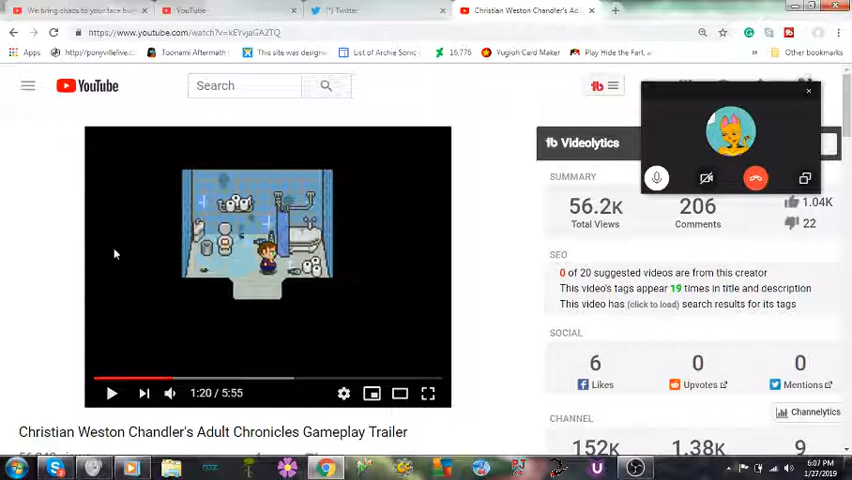 We bring chaos to your face bu
YouTube
(*) Twitter
Christian Weston Chandler's Ad
https://www.youtube.com/watch?v=kEYvjaGAZTQ
Apps
http://ponyvillelive.
Toonami Aftermath
This site was designe
List of Archie Sonic
16,776
Yugioh Card Maker
Play Hide the Fart, an
Other bookmarks
YouTube
Search
Videolytics
SUMMARY
56.2K
206
1.04K
Total Views
Comments
22
SEO
0 of 20 suggested videos are from this creator
This video's tags appear 19 times in title and description
This video has (click to load) search results for its tags
SOCIAL
6
0
0
Likes
Upvotes
Mentions
1:20 / 5:55
Channelytics
CHANNEL
152K
1.38K
9
Christian Weston Chandler's Adult Chronicles Gameplay Trailer
6:07 PM
1/27/2019